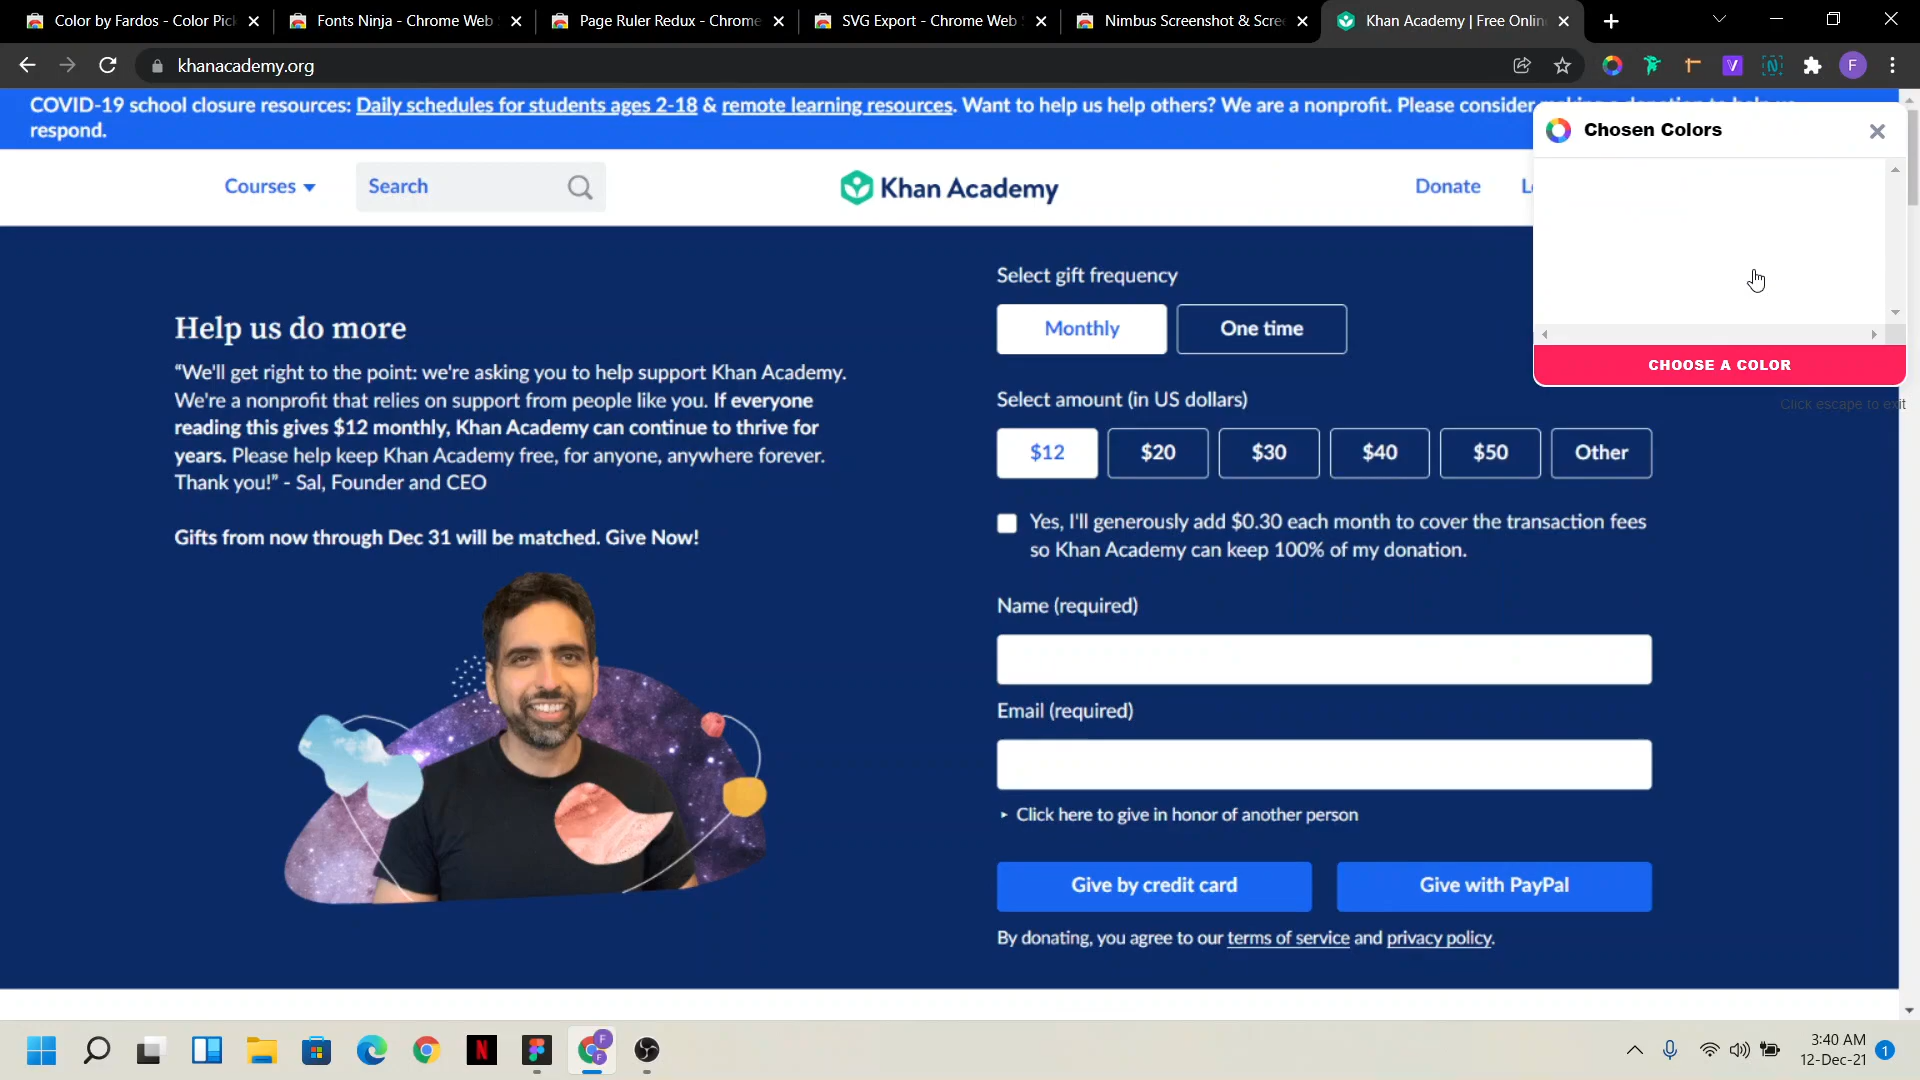 Color by Fardos - Color Pic
Fonts Ninja - Chrome Web
Page Ruler Redux - Chrome
SVG Export - Chrome Web
Nimbus Screenshot & Scre
Khan Academy | Free Onlin
khanacademy.org
F
COVID-19 school closure resources: Daily schedules for students ages 2-18 & remote learning resources. Want to help us help others? We are a nonprofit. Please consider making a donation to help us
respond.
Chosen Colors
Courses
Search
Khan Academy
Donate
CHOOSE A COLOR
Click escape to exit
Help us do more
“We'll get right to the point: we're asking you to help support Khan Academy.
We're a nonprofit that relies on support from people like you. If everyone
reading this gives $12 monthly, Khan Academy can continue to thrive for
years. Please help keep Khan Academy free, for anyone, anywhere forever.
Thank you!” - Sal, Founder and CEO
Gifts from now through Dec 31 will be matched. Give Now!
Select gift frequency
Monthly
One time
Select amount (in US dollars)
$12
$20
$30
$40
$50
Other
Yes, I'll generously add $0.30 each month to cover the transaction fees
so Khan Academy can keep 100% of my donation.
Name (required)
Email (required)
Click here to give in honor of another person
Give by credit card
Give with PayPal
By donating, you agree to our terms of service and privacy policy.
3:40 AM
12-Dec-21
1